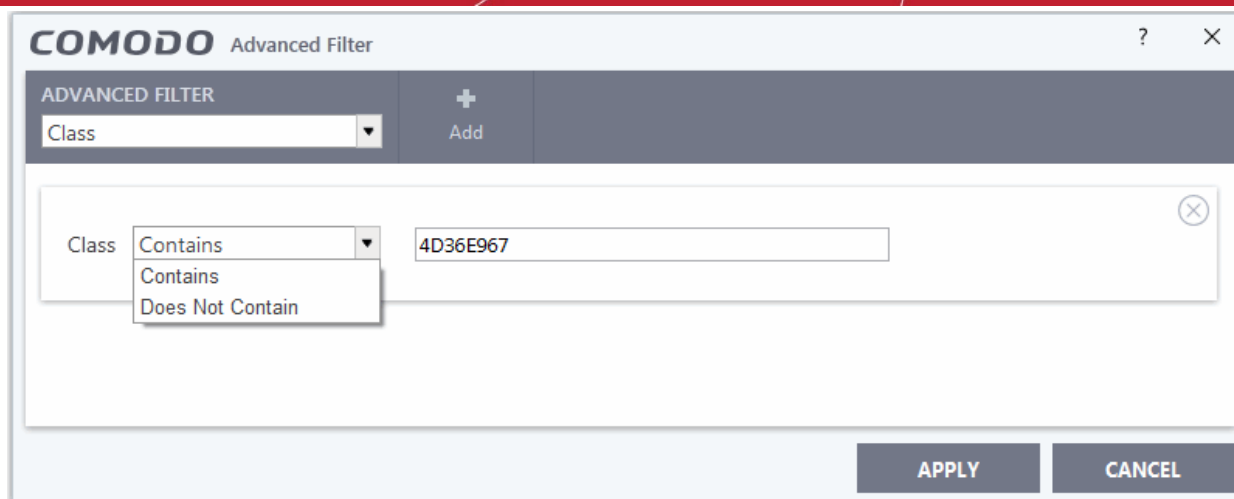 COMODO Advanced Filter ?
ADVANCED FILTER
Class
Add
Class Contains 4D36E967
Contains
Does Not Contain
APPLY CANCEL